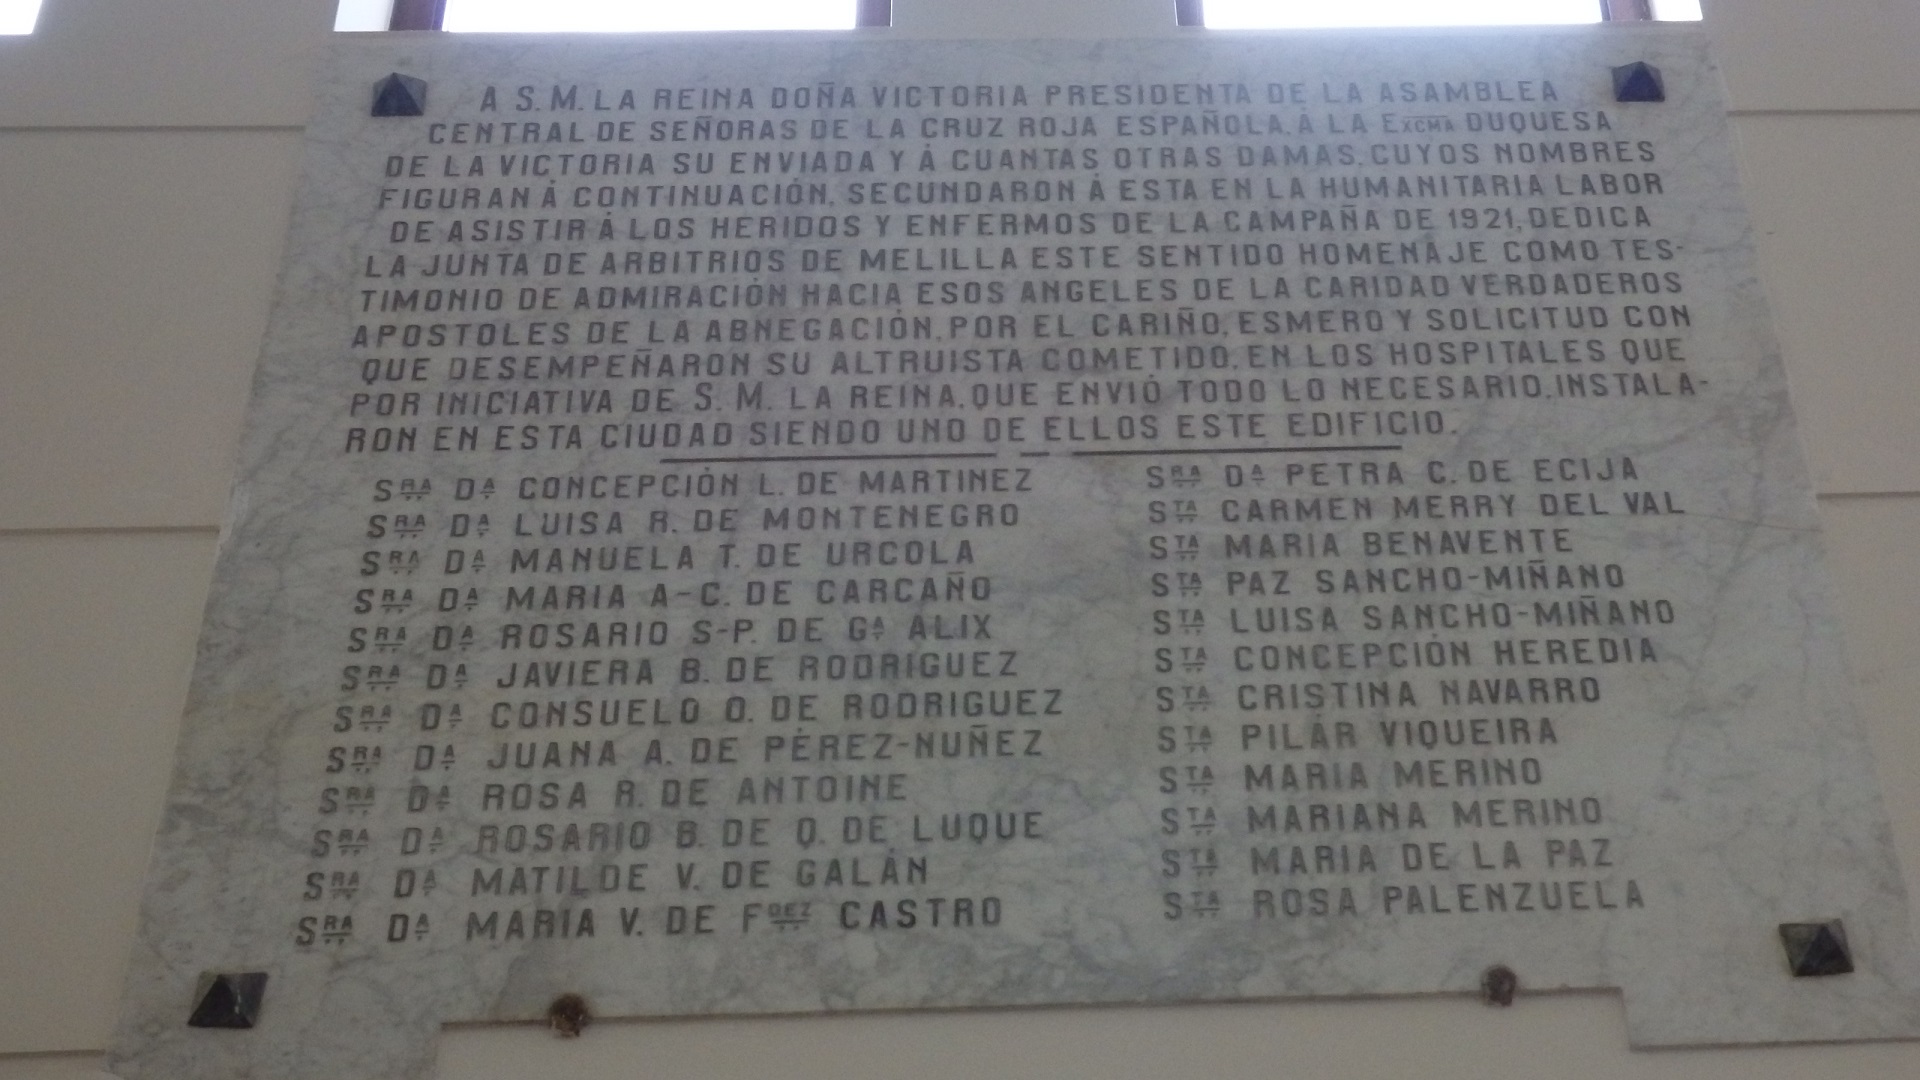 A S. M. LA REINA DOÑA VICTORIA PRESIDENTA DE LA ASAMBLEA
CENTRAL DE SEÑORAS DE LA CRUZ ROJA ESPAÑOLA, Á LA EXCMA DUQUESA
DE LA VICTORIA SU ENVIADA Y Á CUANTAS OTRAS DAMAS, CUYOS NOMBRES
FIGURAN Á CONTINUACIÓN, SECUNDARON Á ESTA EN LA HUMANITARIA LABOR
DE ASISTIR Á LOS HERIDOS Y ENFERMOS DE LA CAMPAÑA DE 1921, DEDICA
LA JUNTA DE ARBITRIOS DE MELILLA ESTE SENTIDO HOMENAJE COMO TES-
TIMONIO DE ADMIRACIÓN HACIA ESOS ANGELES DE LA CARIDAD VERDADEROS
APOSTOLES DE LA ABNEGACIÓN, POR EL CARIÑO, ESMERO Y SOLICITUD CON
QUE DESEMPEÑARON SU ALTRUISTA COMETIDO, EN LOS HOSPITALES QUE
POR INICIATIVA DE S. M. LA REINA, QUE ENVIÓ TODO LO NECESARIO, INSTALA-
RON EN ESTA CIUDAD SIENDO UNO DE ELLOS ESTE EDIFICIO.
SRA DA CONCEPCIÓN L. DE MARTINEZ
SRA DA LUISA R. DE MONTENEGRO
SRA DA MANUELA T. DE URCOLA
SRA DA MARIA A-C. DE CARCAÑO
SRA DA ROSARIO S-P. DE GA ALIX
SRA DA JAVIERA B. DE RODRIGUEZ
SRA DA CONSUELO O. DE RODRIGUEZ
SRA DA JUANA A. DE PÉREZ-NUÑEZ
SRA DA ROSA R. DE ANTOINE
SRA DA ROSARIO B. DE Q. DE LUQUE
SRA DA MATILDE V. DE GALÁN
SRA DA MARIA V. DE FDEZ CASTRO
SRA DA PETRA C. DE ECIJA
STA CARMEN MERRY DEL VAL
STA MARIA BENAVENTE
STA PAZ SANCHO-MIÑANO
STA LUISA SANCHO-MIÑANO
STA CONCEPCIÓN HEREDIA
STA CRISTINA NAVARRO
STA PILAR VIQUEIRA
STA MARIA MERINO
STA MARIANA MERINO
STA MARIA DE LA PAZ
STA ROSA PALENZUELA